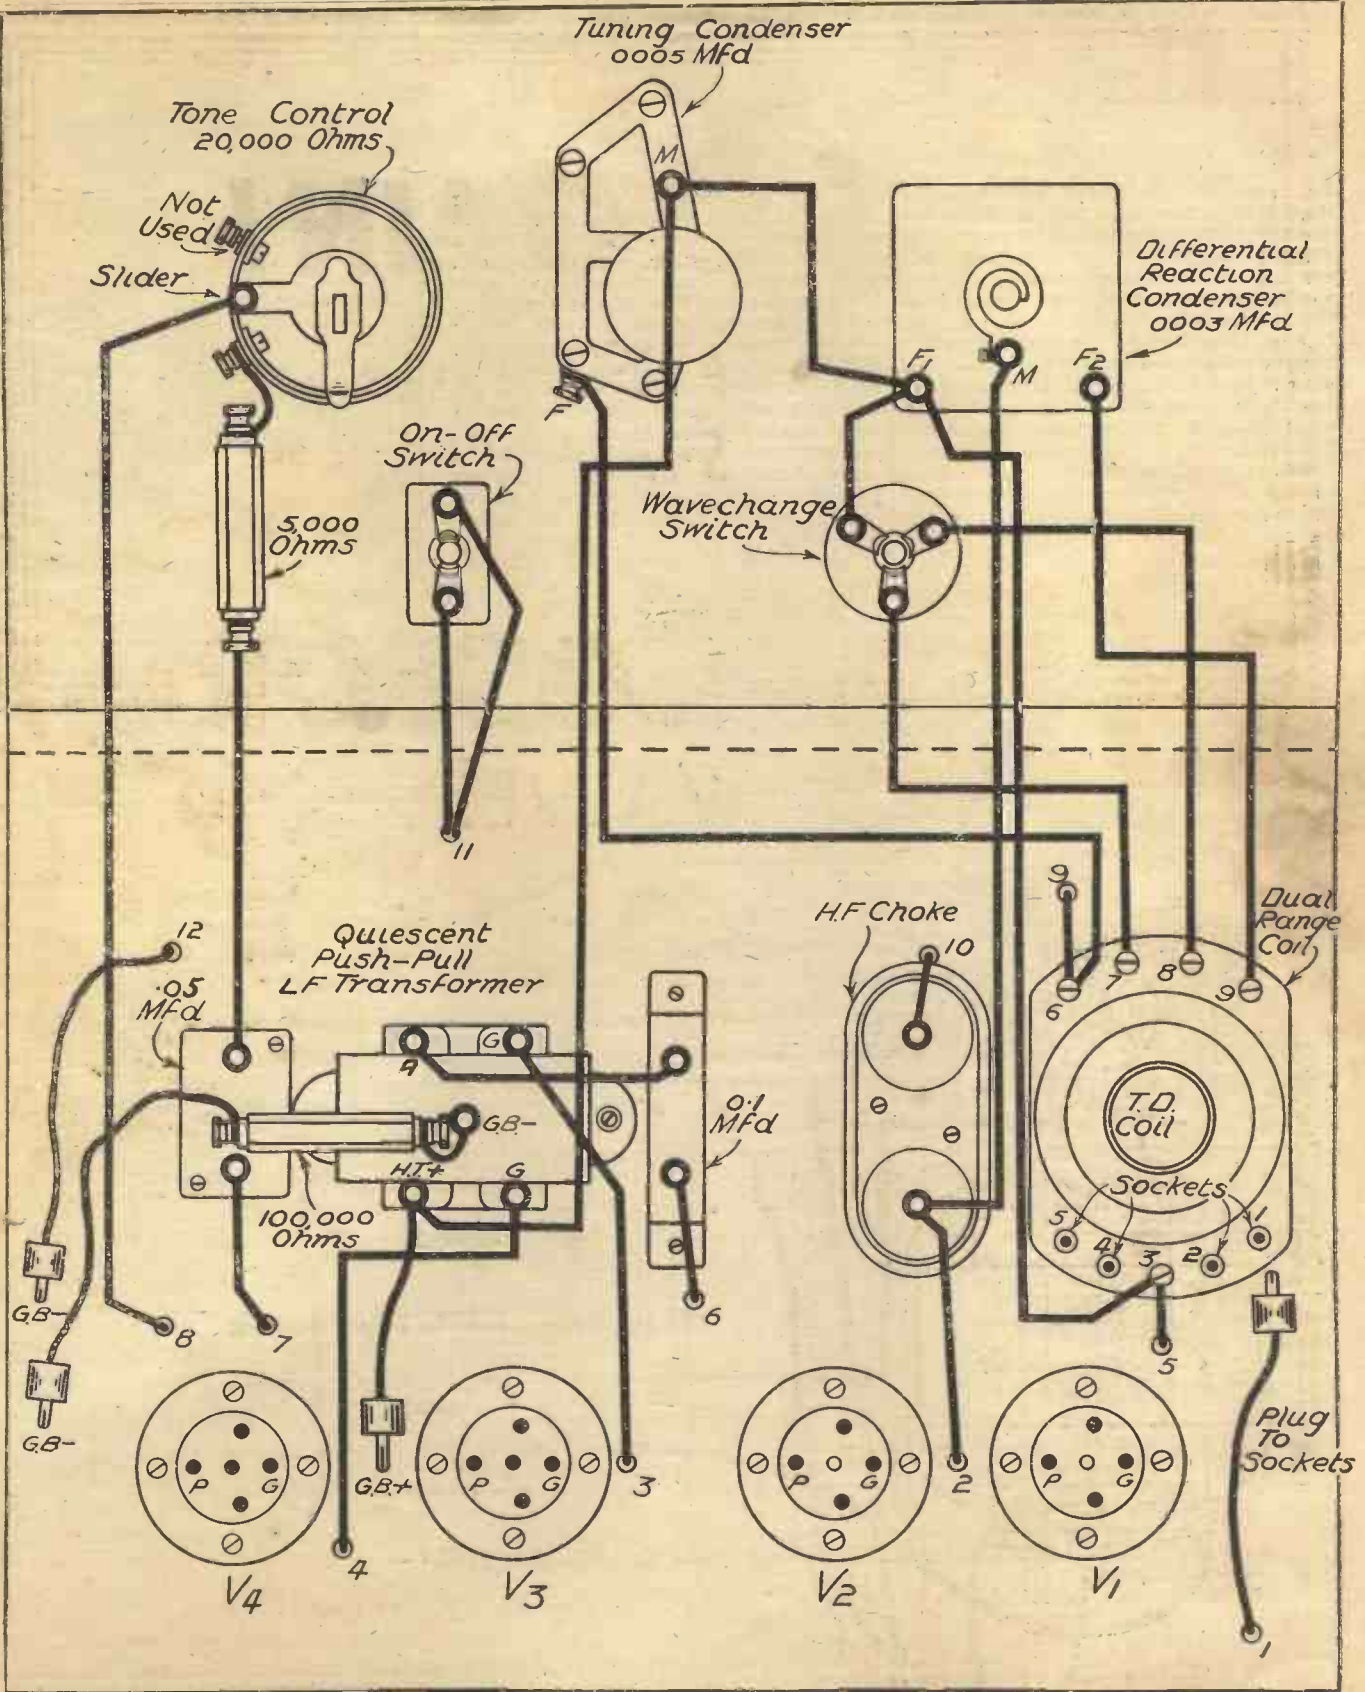 Tuning Condenser
0005 Mfd
Tone Control
20,000 Ohms
M
Not
Used
Slider
Differential
Reaction
Condenser
0003 Mfd
F1
M
F2
F
On-Off
Switch
Wavechange
Switch
5,000
Ohms
11
9
Dual
Range
Coil
H.F Choke
12
Quiescent
Push-Pull
LF Transformer
10
6
7
8
9
.05
Mfd
A
G
G.B-
0.1
Mfd
T.D.
Coil
H.T+
G
Sockets
100,000
Ohms
5
4
3
2
1
G.B-
8
7
6
5
G.B-
Plug
To
Sockets
P
G
G.B+
P
G
3
P
G
2
P
G
4
V4
V3
V2
V1
1